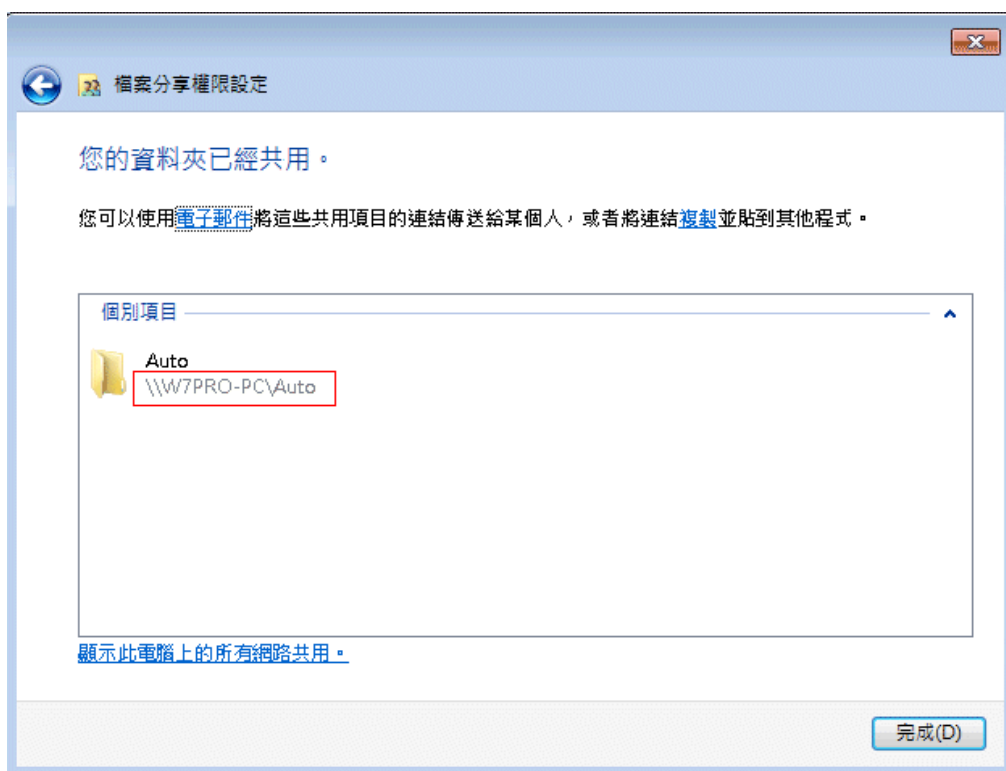 檔案分享權限設定
您的資料夾已經共用。
您可以使用電子郵件將這些共用項目的連結傳送給某個人，或者將連結複製並貼到其他程式。
個別項目
Auto
\\W7PRO-PC\Auto
顯示此電腦上的所有網路共用。
完成(D)